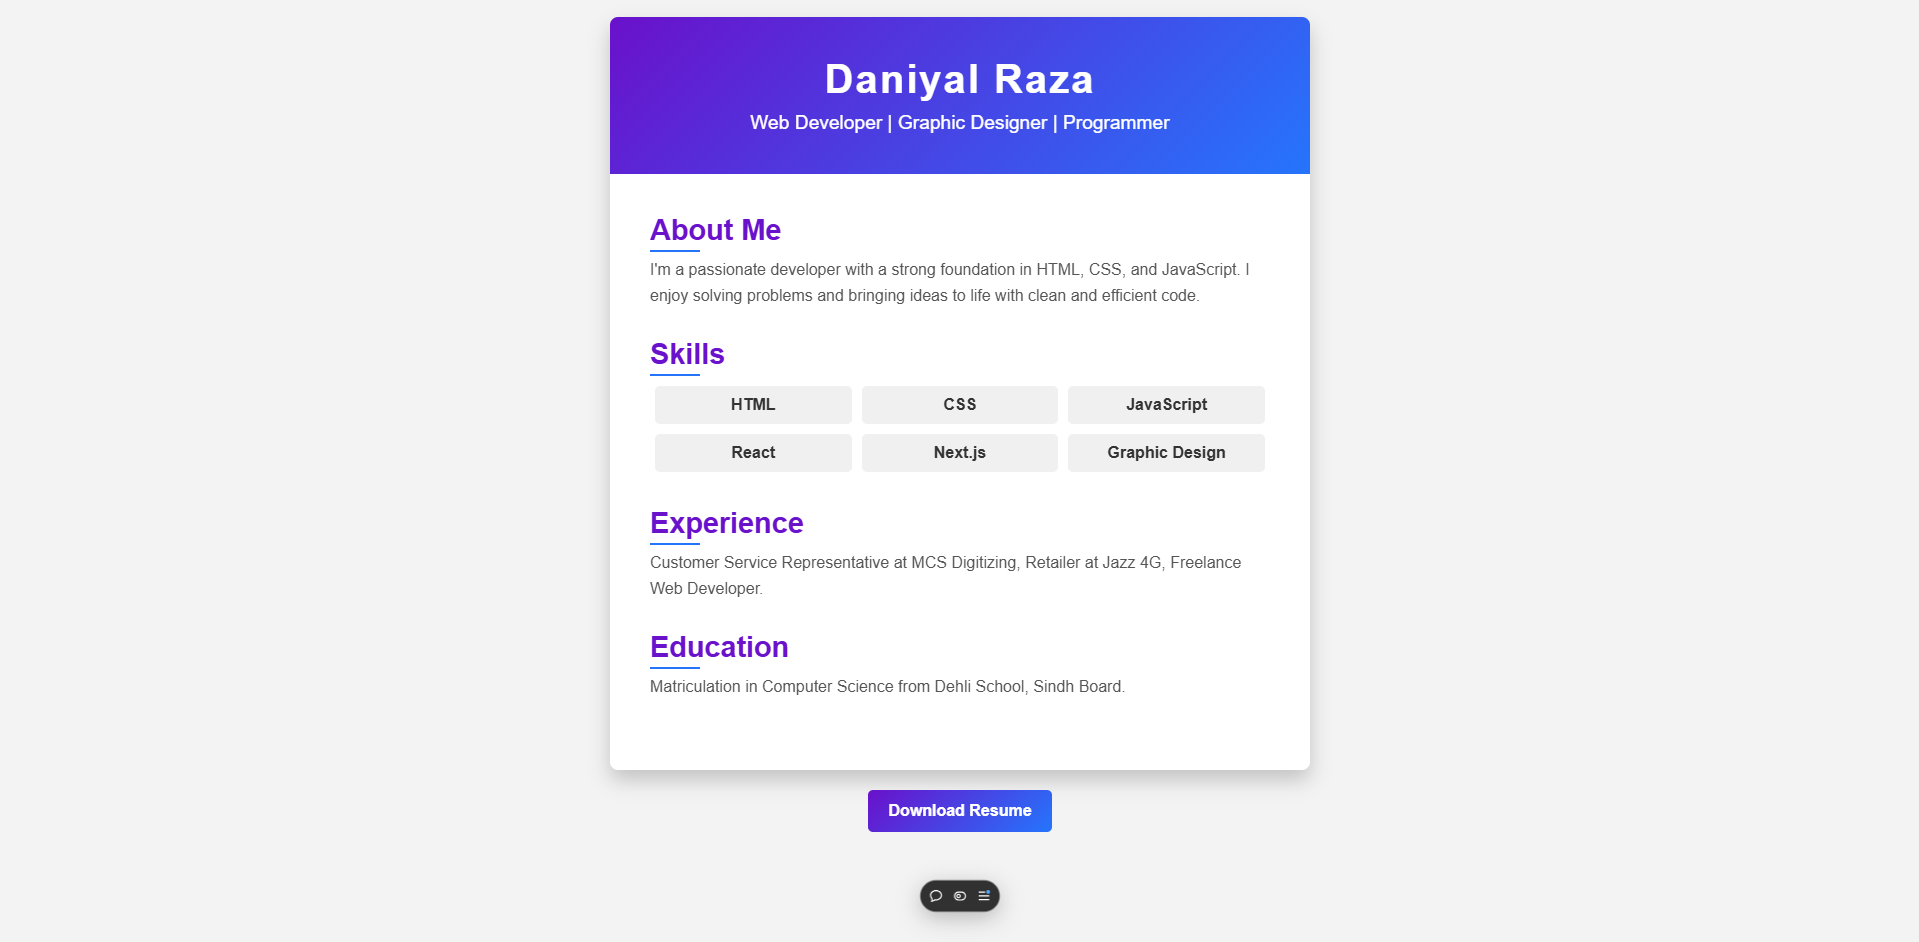 Daniyal Raza
Web Developer | Graphic Designer | Programmer
About Me
I'm a passionate developer with a strong foundation in HTML, CSS, and JavaScript. I
enjoy solving problems and bringing ideas to life with clean and efficient code.
Skills
HTML CSS JavaScript
React Next.js Graphic Design
Experience
Customer Service Representative at MCS Digitizing, Retailer at Jazz 4G, Freelance
Web Developer.
Education
Matriculation in Computer Science from Dehli School, Sindh Board.
Download Resume